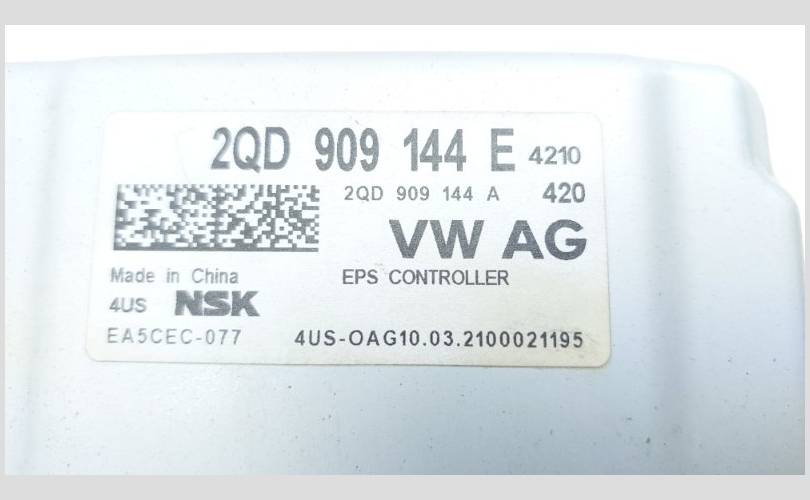 2QD 909 144 E 4210
2QD 909 144 A 420
VW AG
Made in China EPS CONTROLLER
4US NSK
EA5CEC-077 4US-OAG10.03.2100021195